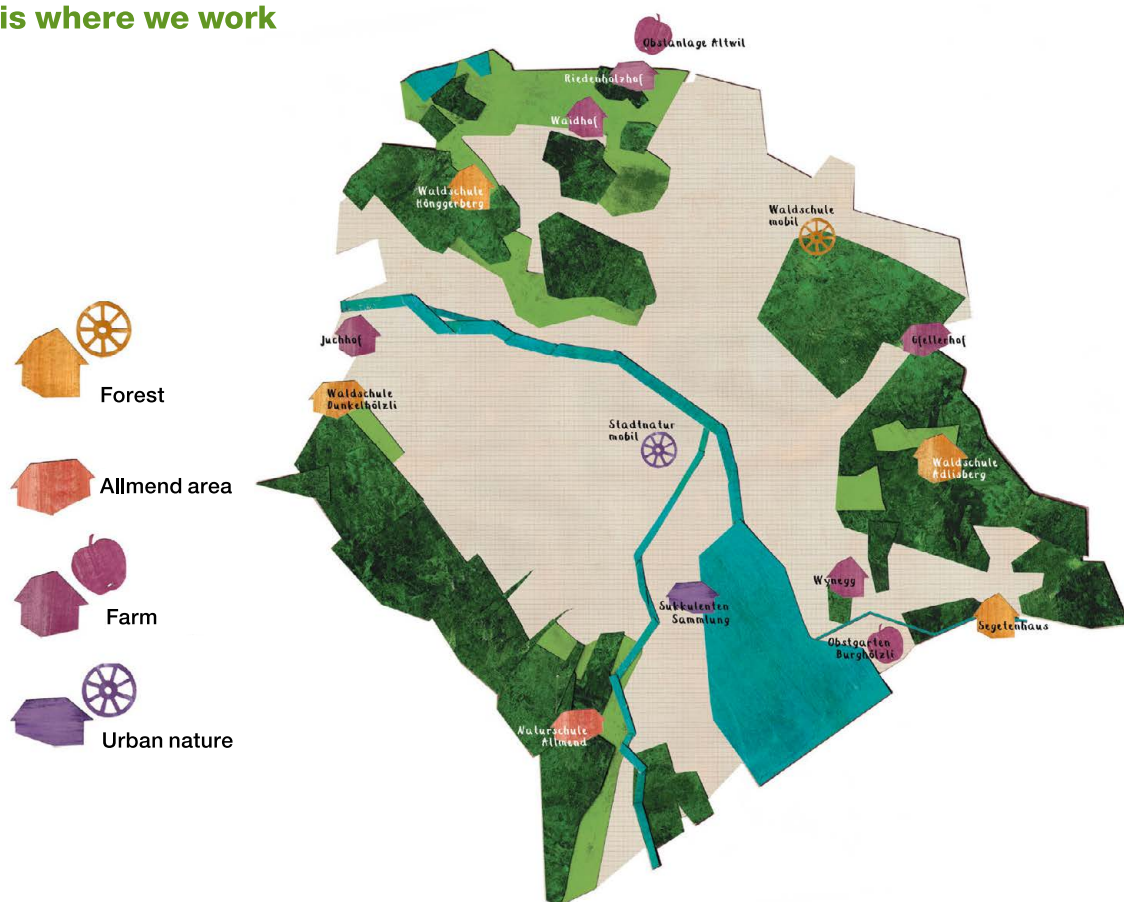 is where we work
Obstanlage Altwil
Riedenholzhof
Waidhof
Waldschule
Hönggerberg
Waldschule
mobil
Juchhof
Gfellerhof
Waldschule
Dunkelhölzli
Stadtnatur
mobil
Waldschule
Adlisberg
Wynegg
Sukkulenten
Sammlung
Segetenhaus
Obstgarten
Burghölzli
Naturschule
Allmend
Forest
Allmend area
Farm
Urban nature